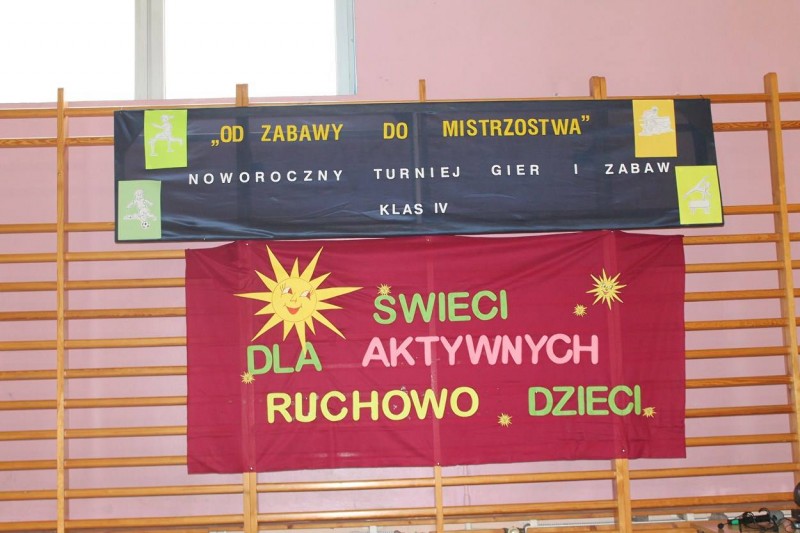 „OD ZABAWY DO MISTRZOSTWA”
NOWOROCZNY TURNIEJ GIER I ZABAW
KLAS IV
ŚWIECI
DLA AKTYWNYCH
RUCHOWO DZIECI